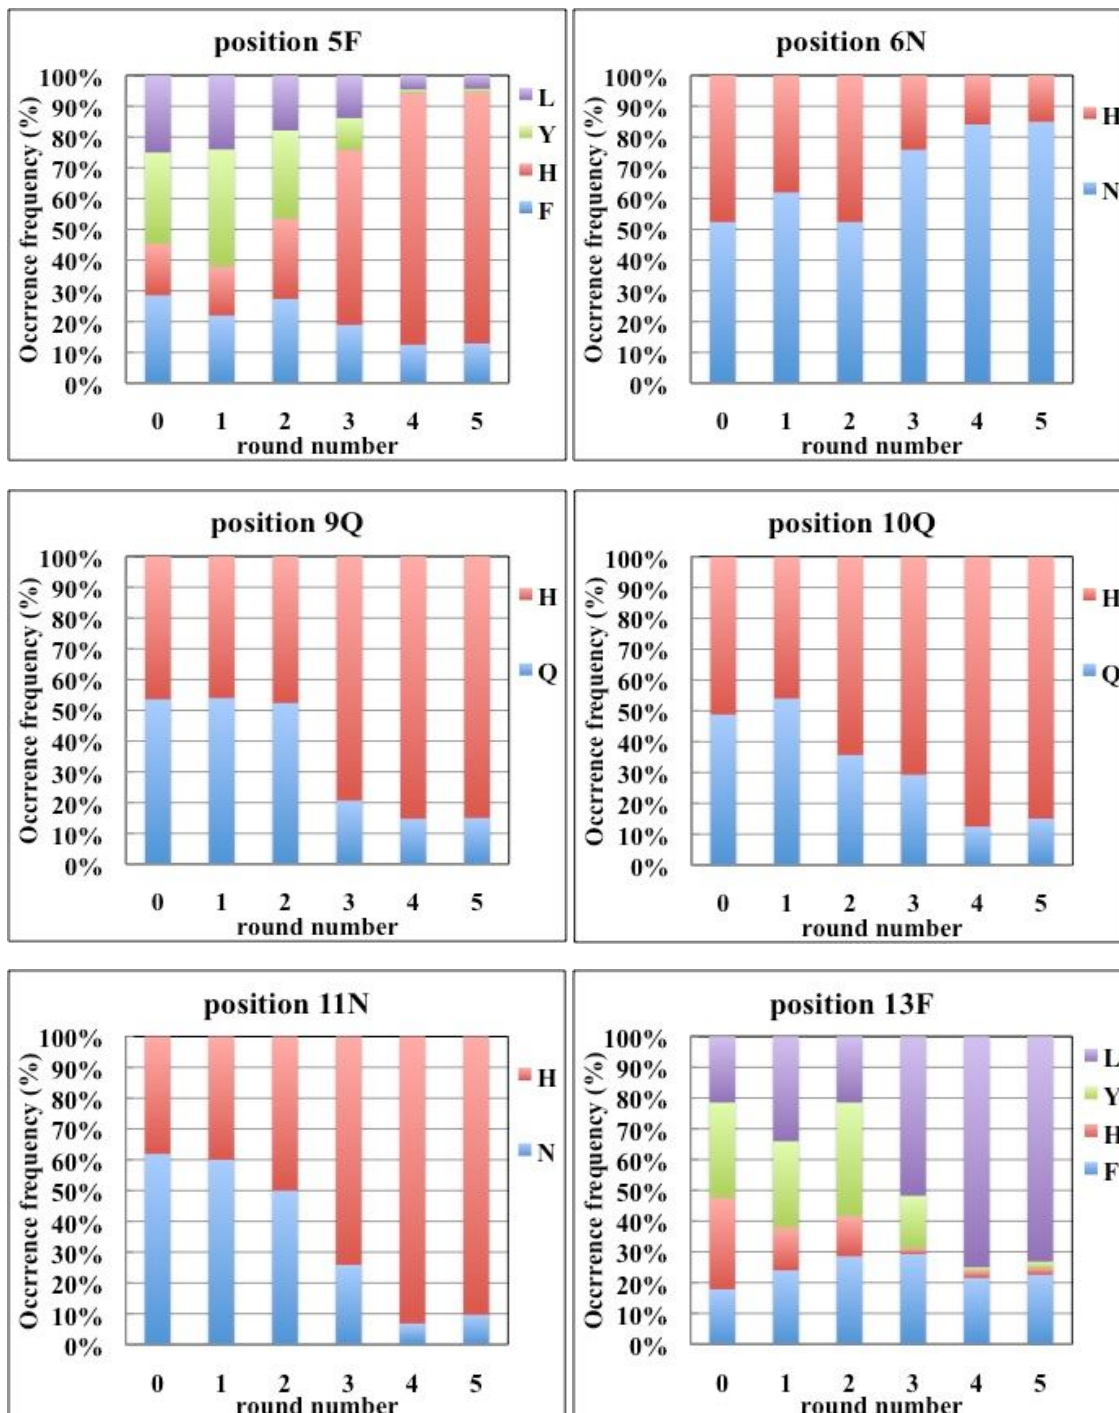 position 5F
Occrrence frequency (%)
100%
90%
80%
70%
60%
50%
40%
30%
20%
10%
0%
0 1 2 3 4 5
round number
L
Y
H
F
position 6N
Occrrence frequency (%)
100%
90%
80%
70%
60%
50%
40%
30%
20%
10%
0%
0 1 2 3 4 5
round number
H
N
position 9Q
Occrrence frequency (%)
100%
90%
80%
70%
60%
50%
40%
30%
20%
10%
0%
0 1 2 3 4 5
round number
H
Q
position 10Q
Occrrence frequency (%)
100%
90%
80%
70%
60%
50%
40%
30%
20%
10%
0%
0 1 2 3 4 5
round number
H
Q
position 11N
Occrrence frequency (%)
100%
90%
80%
70%
60%
50%
40%
30%
20%
10%
0%
0 1 2 3 4 5
round number
H
N
position 13F
Occrrence frequency (%)
100%
90%
80%
70%
60%
50%
40%
30%
20%
10%
0%
0 1 2 3 4 5
round number
L
Y
H
F